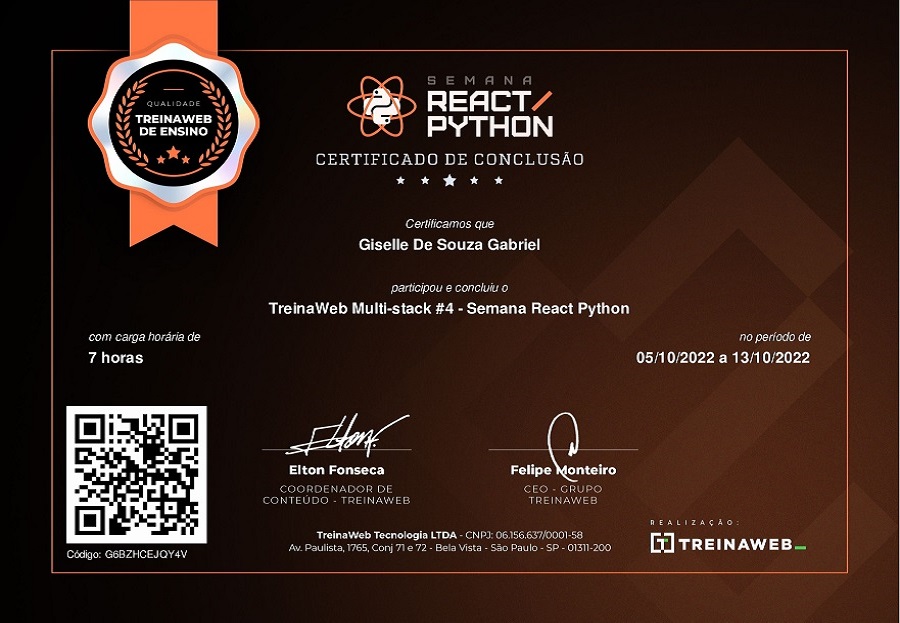 QUALIDADE
TREINAWEB
DE ENSINO
SEMANA
REACT/
PYTHON
CERTIFICADO DE CONCLUSÃO
Certificamos que
Giselle De Souza Gabriel
participou e concluiu o
TreinaWeb Multi-stack #4 - Semana React Python
com carga horária de
7 horas
no período de
05/10/2022 a 13/10/2022
Elton Fonseca
COORDENADOR DE
CONTEÚDO - TREINAWEB
Felipe Monteiro
CEO - GRUPO
TREINAWEB
Código: G6BZHCEJQY4V
TreinaWeb Tecnologia LTDA - CNPJ: 06.156.637/0001-58
Av. Paulista, 1765, Conj 71 e 72 - Bela Vista - São Paulo - SP - 01311-200
REALIZAÇÃO:
TREINAWEB_